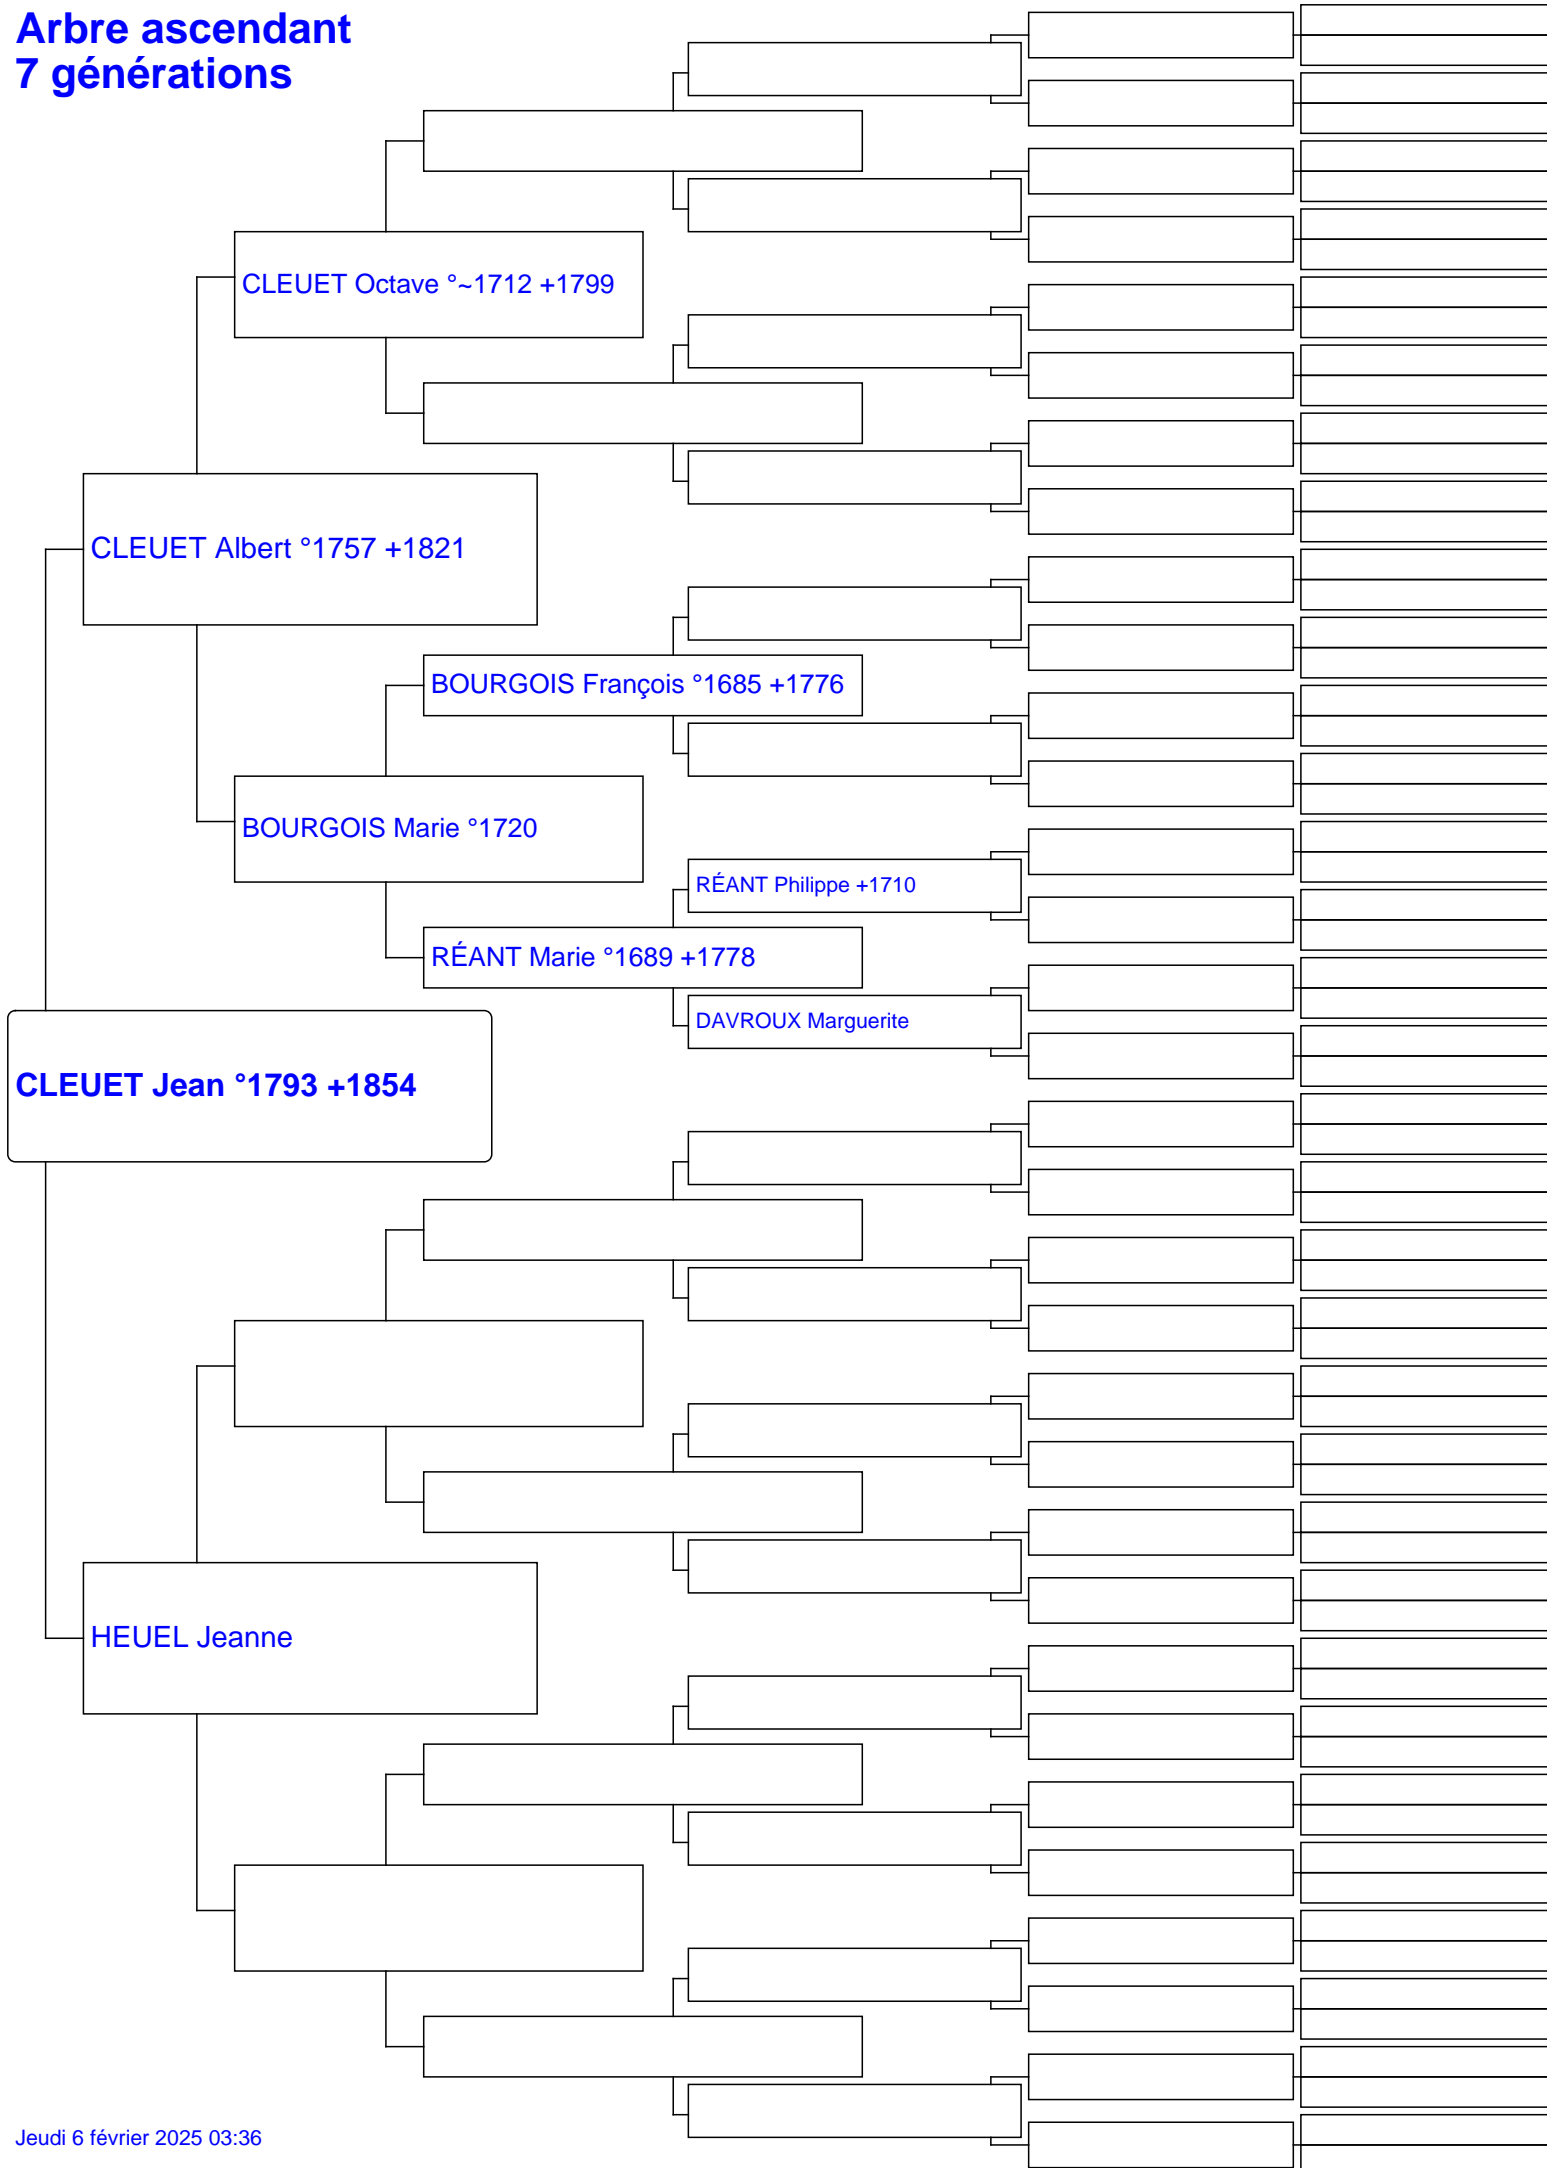 Arbre ascendant
7 générations
CLEUET Octave °~1712 +1799
CLEUET Albert °1757 +1821
BOURGOIS François °1685 +1776
BOURGOIS Marie °1720
RÉANT Philippe +1710
RÉANT Marie °1689 +1778
DAVROUX Marguerite
CLEUET Jean °1793 +1854
HEUEL Jeanne
Jeudi 6 février 2025 03:36